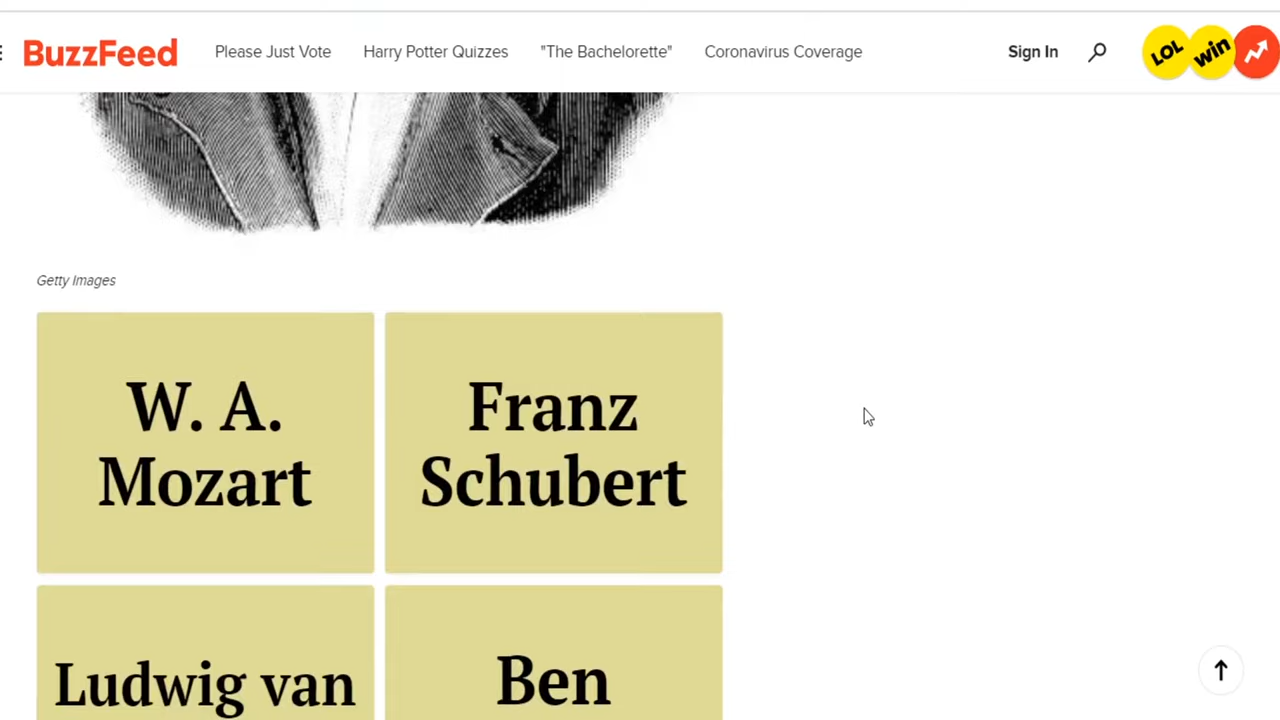 BuzzFeed Please Just Vote Harry Potter Quizzes "The Bachelorette" Coronavirus Coverage Sign In LOL win
Getty Images
W. A.
Mozart
Franz
Schubert
Ludwig van
Ben